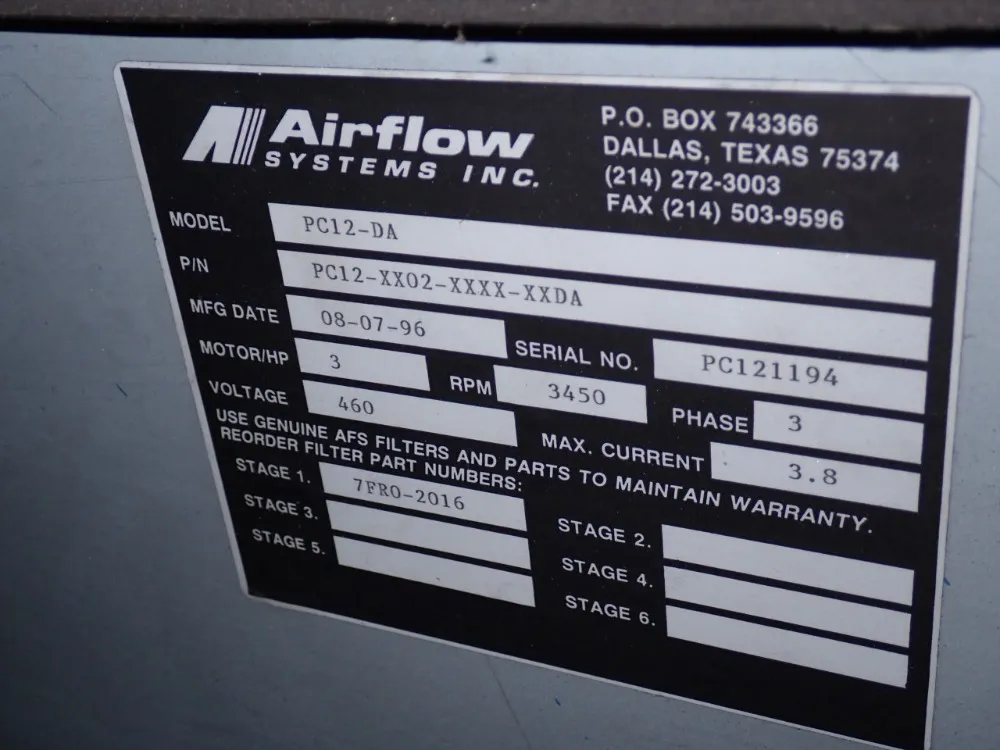 Airflow
SYSTEMS INC.
P.O. BOX 743366
DALLAS, TEXAS 75374
(214) 272-3003
FAX (214) 503-9596
MODEL PC12-DA
P/N PC12-XX02-XXXX-XXDA
MFG DATE 08-07-96 SERIAL NO. PC121194
MOTOR/HP 3 RPM 3450 PHASE 3
VOLTAGE 460 MAX. CURRENT 3.8
USE GENUINE AFS FILTERS AND PARTS TO MAINTAIN WARRANTY.
REORDER FILTER PART NUMBERS:
STAGE 1. 7FR0-2016 STAGE 2.
STAGE 3. STAGE 4.
STAGE 5. STAGE 6.